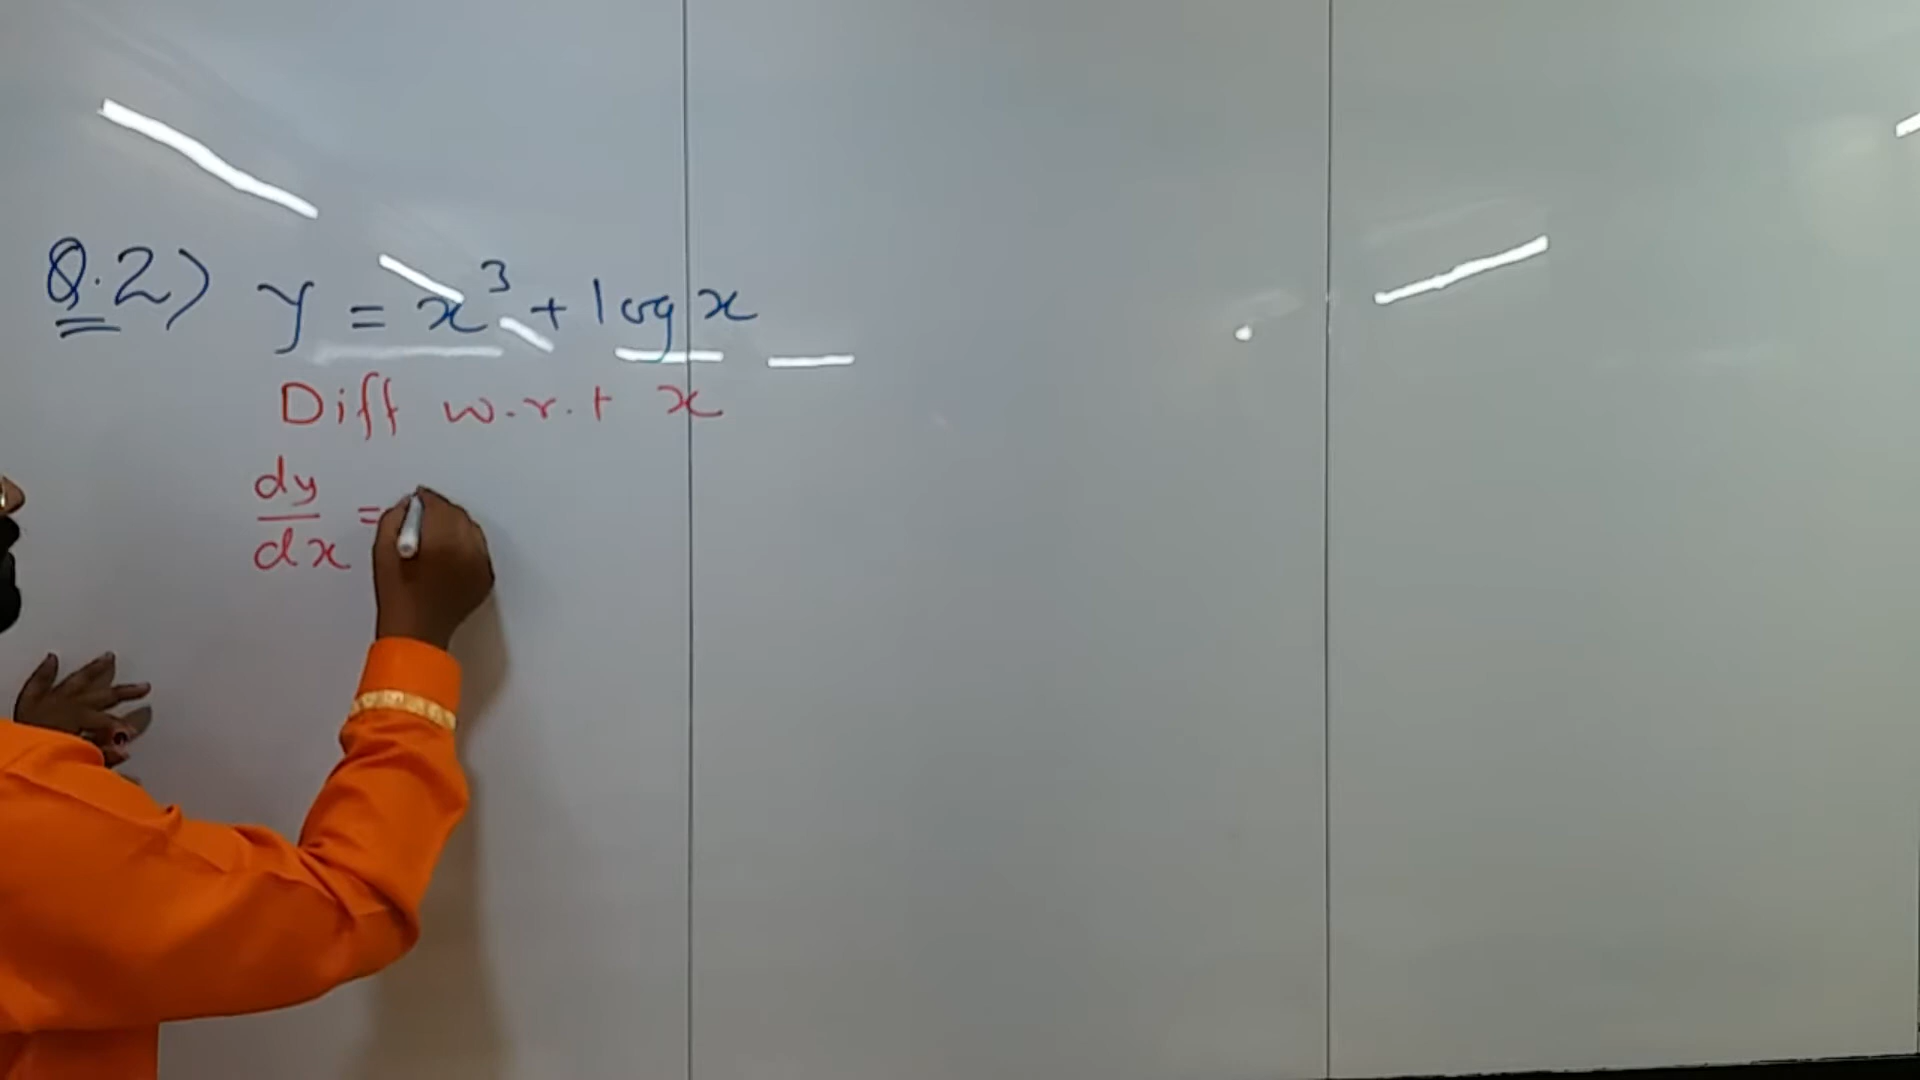 Q.2) y = x³ + log x
Diff w.r.t x
dy/dx =